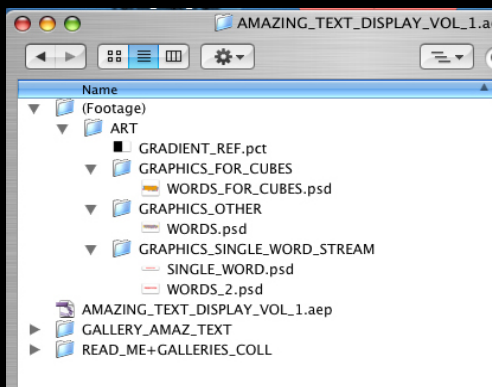 AMAZING_TEXT_DISPLAY_VOL_1.ae
Name
(Footage)
ART
GRADIENT_REF.pct
GRAPHICS_FOR_CUBES
WORDS_FOR_CUBES.psd
GRAPHICS_OTHER
WORDS.psd
GRAPHICS_SINGLE_WORD_STREAM
SINGLE_WORD.psd
WORDS_2.psd
AMAZING_TEXT_DISPLAY_VOL_1.aep
GALLERY_AMAZ_TEXT
READ_ME+GALLERIES_COLL